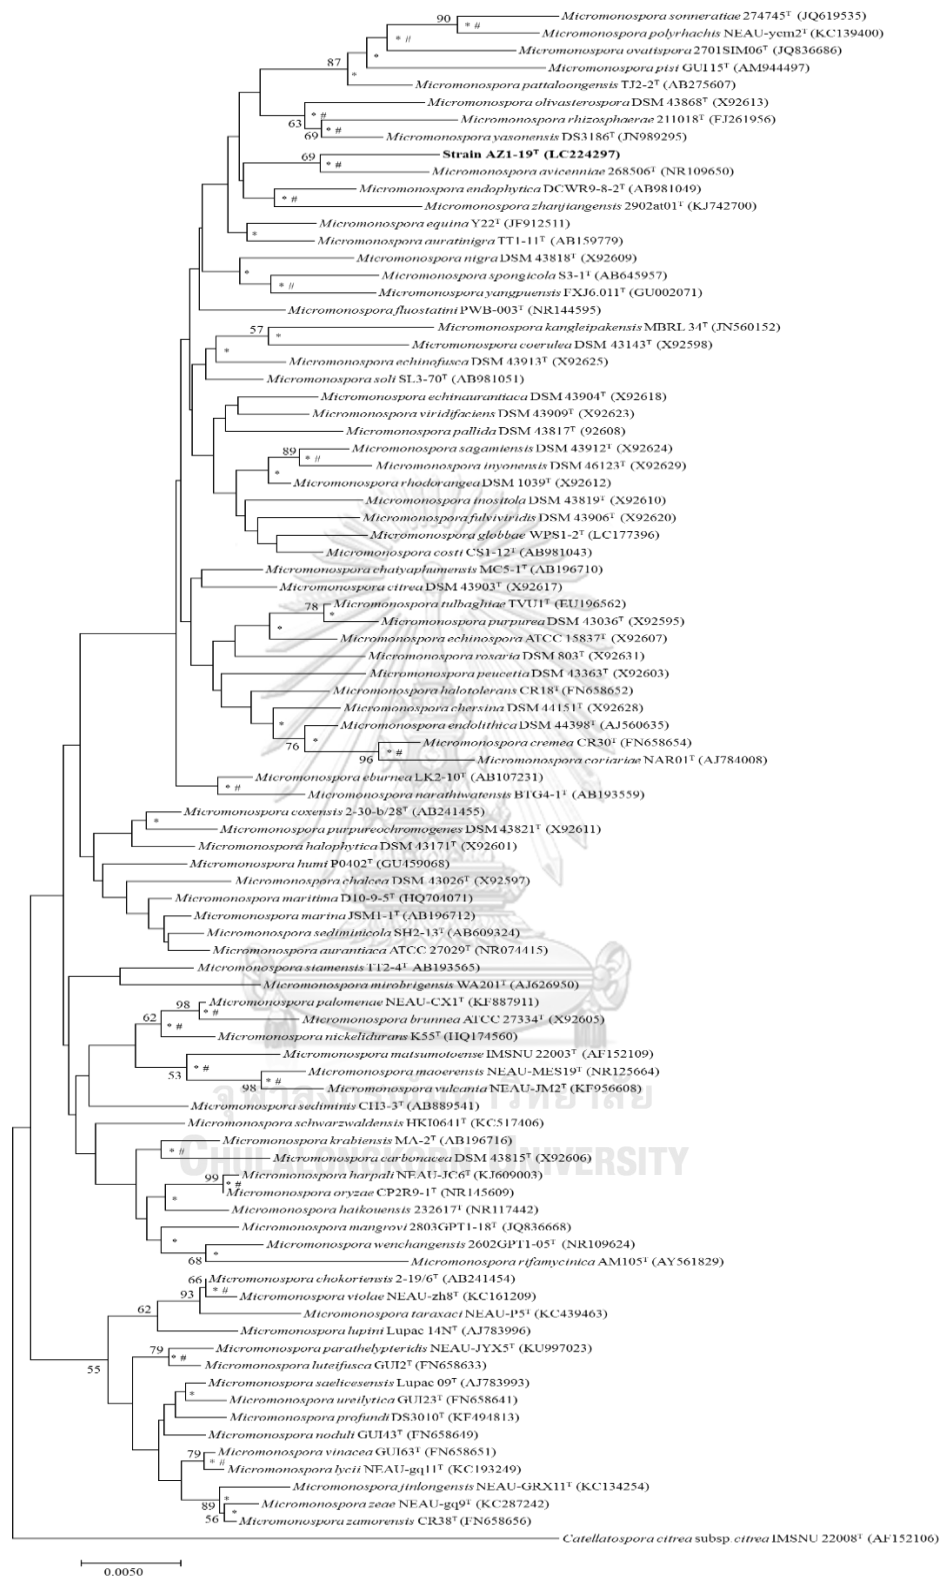 Micromonospora sonneratiae 274745ᵀ (JQ619535)
90
* #
Micromonospora polyrhachis NEAU-ycm2ᵀ (KC139400)
* #
Micromonospora ovatispora 2701SIM06ᵀ (JQ836686)
87
Micromonospora pisi GUI15ᵀ (AM944497)
*
Micromonospora pattaloongensis TJ2-2ᵀ (AB275607)
Micromonospora olivasterospora DSM 43868ᵀ (X92613)
* #
63
Micromonospora rhizosphaerae 211018ᵀ (FJ261956)
* #
69
Micromonospora yasonensis DS3186ᵀ (JN989295)
Strain AZ1-19ᵀ (LC224297)
69
* #
Micromonospora avicenniae 268506ᵀ (NR109650)
Micromonospora endophytica DCWR9-8-2ᵀ (AB981049)
* #
Micromonospora zhanjiangensis 2902at01ᵀ (KJ742700)
Micromonospora equina Y22ᵀ (JF912511)
*
Micromonospora auratinigra TT1-11ᵀ (AB159779)
Micromonospora nigra DSM 43818ᵀ (X92609)
*
Micromonospora spongicola S3-1ᵀ (AB645957)
* #
Micromonospora yangpuensis FXJ6.011ᵀ (GU002071)
Micromonospora fluostatini PWB-003ᵀ (NR144595)
57
Micromonospora kangleipakensis MBRL 34ᵀ (JN560152)
*
Micromonospora coerulea DSM 43143ᵀ (X92598)
*
Micromonospora echinofusca DSM 43913ᵀ (X92625)
Micromonospora soli SL3-70ᵀ (AB981051)
Micromonospora echinaurantiaca DSM 43904ᵀ (X92618)
Micromonospora viridifaciens DSM 43909ᵀ (X92623)
Micromonospora pallida DSM 43817ᵀ (92608)
89
Micromonospora sagamiensis DSM 43912ᵀ (X92624)
* #
Micromonospora inyonensis DSM 46123ᵀ (X92629)
*
Micromonospora rhodorangea DSM 1039ᵀ (X92612)
Micromonospora inositola DSM 43819ᵀ (X92610)
Micromonospora fulviviridis DSM 43906ᵀ (X92620)
Micromonospora globbae WPS1-2ᵀ (LC177396)
Micromonospora costi CS1-12ᵀ (AB981043)
Micromonospora chaiyaphumensis MC5-1ᵀ (AB196710)
Micromonospora citrea DSM 43903ᵀ (X92617)
78
Micromonospora tulbaghiae TVU1ᵀ (EU196562)
*
Micromonospora purpurea DSM 43036ᵀ (X92595)
*
Micromonospora echinospora ATCC 15837ᵀ (X92607)
Micromonospora rosaria DSM 803ᵀ (X92631)
Micromonospora peucetia DSM 43363ᵀ (X92603)
Micromonospora halotolerans CR18ᵀ (FN658652)
Micromonospora chersina DSM 44151ᵀ (X92628)
*
Micromonospora endolithica DSM 44398ᵀ (AJ560635)
76
*
Micromonospora cremea CR30ᵀ (FN658654)
96
* #
Micromonospora coriariae NAR01ᵀ (AJ784008)
Micromonospora eburnea LK2-10ᵀ (AB107231)
* #
Micromonospora narathiwatensis BTG4-1ᵀ (AB193559)
Micromonospora coxensis 2-30-b/28ᵀ (AB241455)
*
Micromonospora purpureochromogenes DSM 43821ᵀ (X92611)
Micromonospora halophytica DSM 43171ᵀ (X92601)
Micromonospora humi P0402ᵀ (GU459068)
Micromonospora chalcea DSM 43026ᵀ (X92597)
Micromonospora maritima D10-9-5ᵀ (HQ704071)
Micromonospora marina JSM1-1ᵀ (AB196712)
Micromonospora sediminicola SH2-13ᵀ (AB609324)
Micromonospora aurantiaca ATCC 27029ᵀ (NR074415)
Micromonospora siamensis TT2-4ᵀ AB193565)
Micromonospora mirobrigensis WA201ᵀ (AJ626950)
98
Micromonospora palomenae NEAU-CX1ᵀ (KF887911)
62
* #
Micromonospora brunnea ATCC 27334ᵀ (X92605)
* #
Micromonospora nickelidurans K55ᵀ (HQ174560)
Micromonospora matsumotoense IMSNU 22003ᵀ (AF152109)
* #
53
Micromonospora maoerensis NEAU-MES19ᵀ (NR125664)
* #
98
Micromonospora vulcania NEAU-JM2ᵀ (KF956608)
จุฬาลงกรณ์มหาวิทยาลัย
Micromonospora sediminis CH3-3ᵀ (AB889541)
Micromonospora schwarzwaldensis HKI0641ᵀ (KC517406)
Micromonospora krabiensis MA-2ᵀ (AB196716)
* #
Micromonospora carbonacea DSM 43815ᵀ (X92606)
CHULALONGKORN UNIVERSITY
99
Micromonospora harpali NEAU-JC6ᵀ (KJ609003)
* #
Micromonospora oryzae CP2R9-1ᵀ (NR145609)
*
Micromonospora haikouensis 232617ᵀ (NR117442)
Micromonospora mangrovi 2803GPT1-18ᵀ (JQ836668)
*
Micromonospora wenchangensis 2602GPT1-05ᵀ (NR109624)
*
68
Micromonospora rifamycinica AM105ᵀ (AY561829)
66
Micromonospora chokoriensis 2-19/6ᵀ (AB241454)
* #
93
Micromonospora violae NEAU-zh8ᵀ (KC161209)
62
Micromonospora taraxaci NEAU-P5ᵀ (KC439463)
Micromonospora lupini Lupac 14Nᵀ (AJ783996)
79
Micromonospora parathelypteridis NEAU-JYX5ᵀ (KU997023)
* #
55
Micromonospora luteifusca GUI2ᵀ (FN658633)
Micromonospora saelicesensis Lupac 09ᵀ (AJ783993)
*
Micromonospora ureilytica GUI23ᵀ (FN658641)
Micromonospora profundi DS3010ᵀ (KF494813)
Micromonospora noduli GUI43ᵀ (FN658649)
79
Micromonospora vinacea GUI63ᵀ (FN658651)
* #
Micromonospora lycii NEAU-gq11ᵀ (KC193249)
Micromonospora jinlongensis NEAU-GRX11ᵀ (KC134254)
*
89
Micromonospora zeae NEAU-gq9ᵀ (KC287242)
*
56
Micromonospora zamorensis CR38ᵀ (FN658656)
Catellatospora citrea subsp. citrea IMSNU 22008ᵀ (AF152106)
0.0050